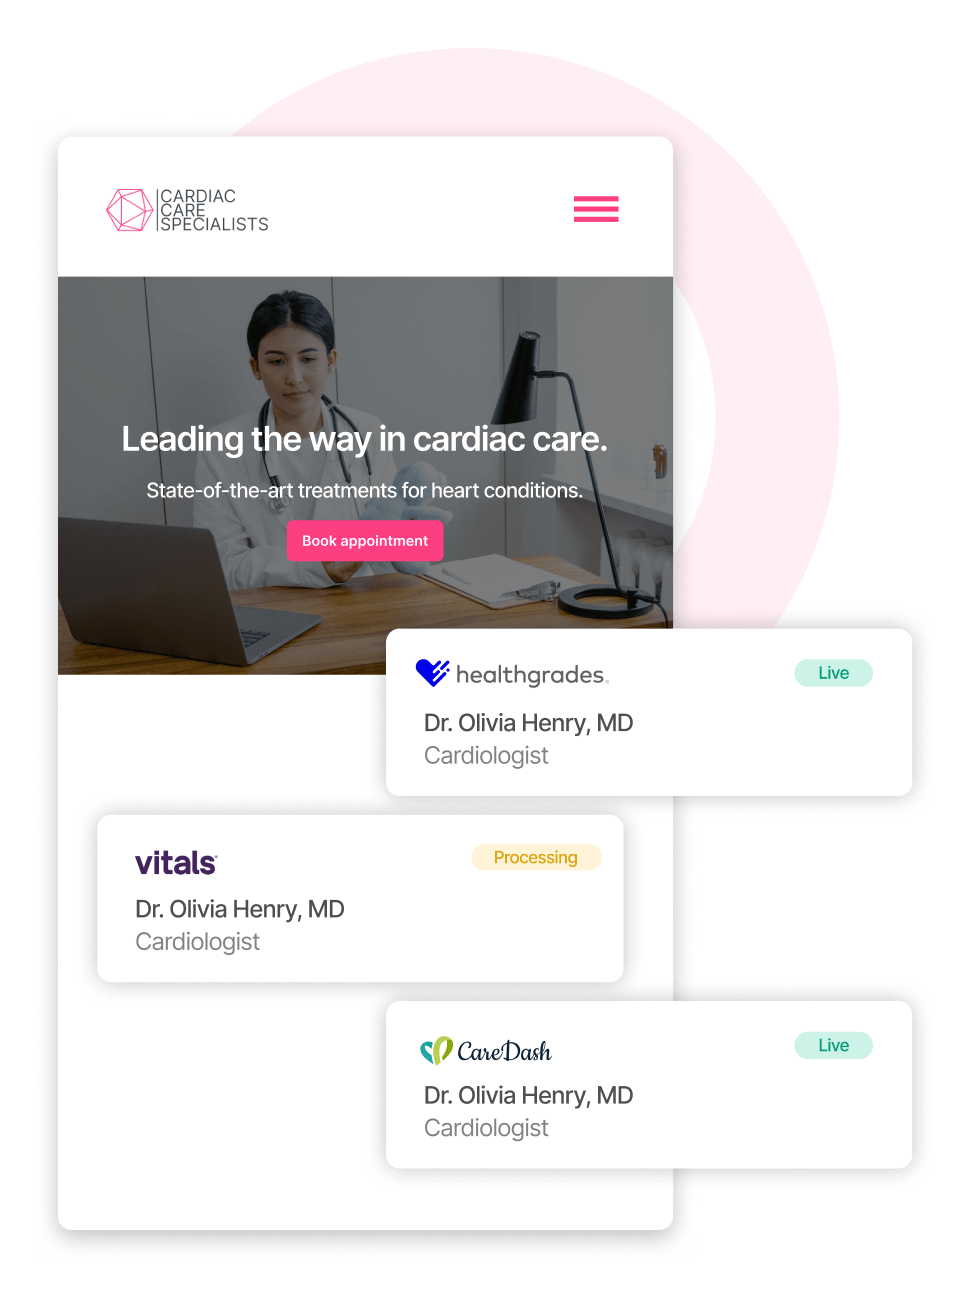 CARDIAC
CARE
SPECIALISTS
Leading the way in cardiac care.
State-of-the-art treatments for heart conditions.
Book appointment
healthgrades.
Live
Dr. Olivia Henry, MD
Cardiologist
vitals
Processing
Dr. Olivia Henry, MD
Cardiologist
CareDash
Live
Dr. Olivia Henry, MD
Cardiologist